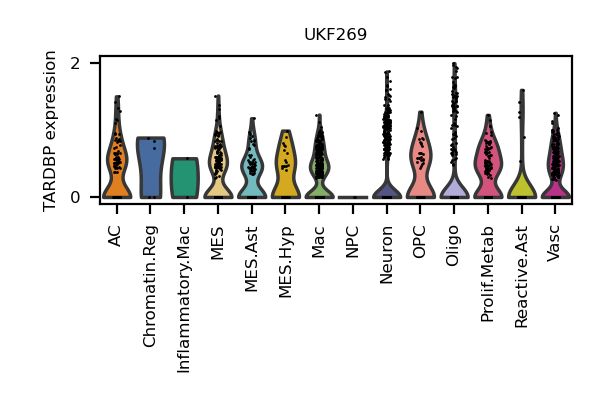 UKF269
TARDBP expression
2
0
AC
Chromatin.Reg
Inflammatory.Mac
MES
MES.Ast
MES.Hyp
Mac
NPC
Neuron
OPC
Oligo
Prolif.Metab
Reactive.Ast
Vasc